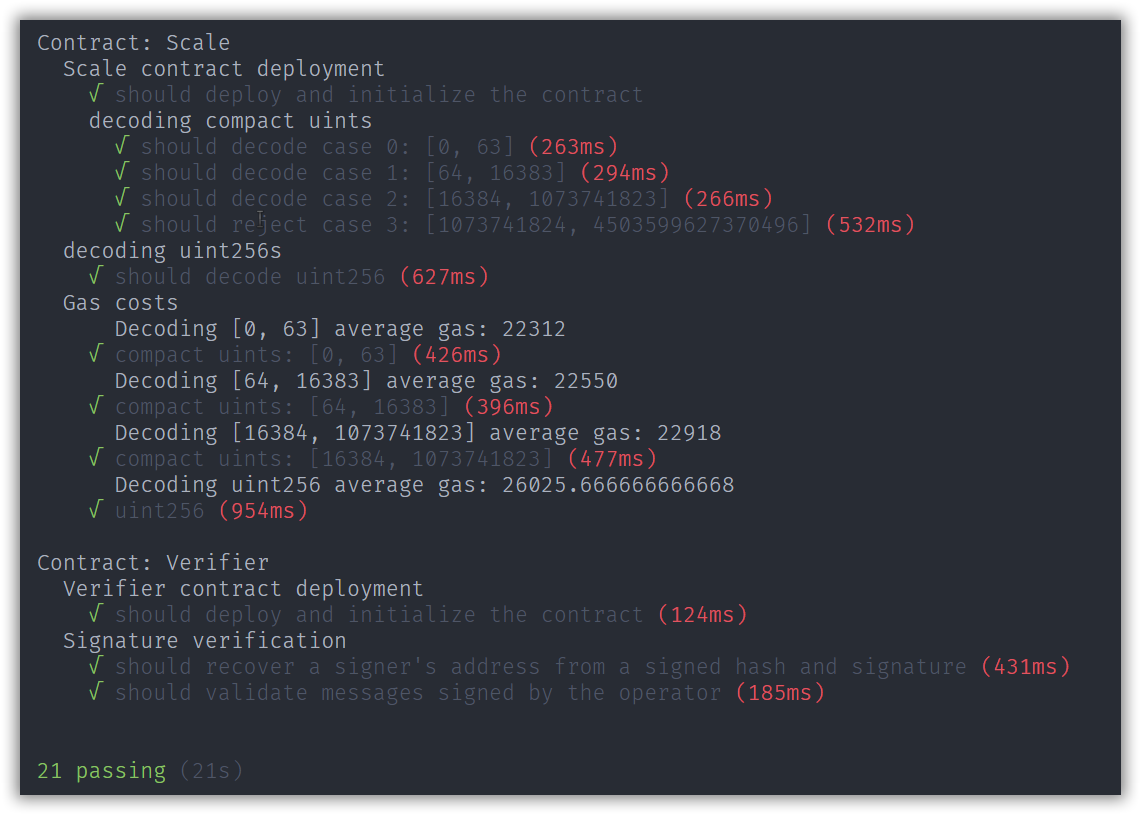 Contract: Scale
Scale contract deployment
√ should deploy and initialize the contract
decoding compact uints
√ should decode case 0: [0, 63] (263ms)
√ should decode case 1: [64, 16383] (294ms)
√ should decode case 2: [16384, 1073741823] (266ms)
√ should reject case 3: [1073741824, 4503599627370496] (532ms)
decoding uint256s
√ should decode uint256 (627ms)
Gas costs
Decoding [0, 63] average gas: 22312
√ compact uints: [0, 63] (426ms)
Decoding [64, 16383] average gas: 22550
√ compact uints: [64, 16383] (396ms)
Decoding [16384, 1073741823] average gas: 22918
√ compact uints: [16384, 1073741823] (477ms)
Decoding uint256 average gas: 26025.666666666668
√ uint256 (954ms)
Contract: Verifier
Verifier contract deployment
√ should deploy and initialize the contract (124ms)
Signature verification
√ should recover a signer's address from a signed hash and signature (431ms)
√ should validate messages signed by the operator (185ms)
21 passing (21s)